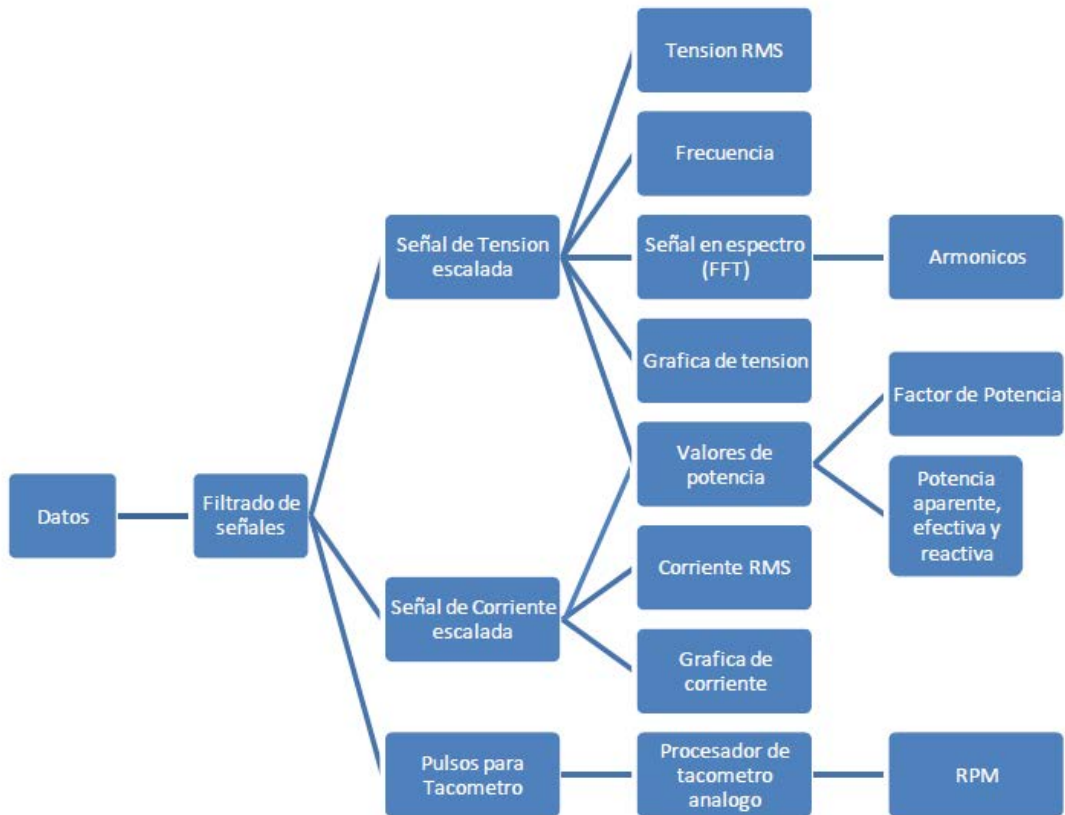 Datos
Filtrado de
señales
Señal de Tension
escalada
Señal de Corriente
escalada
Pulsos para
Tacometro
Tension RMS
Frecuencia
Señal en espectro
(FFT)
Grafica de tension
Valores de
potencia
Corriente RMS
Grafica de
corriente
Procesador de
tacometro
analogo
Armonicos
Factor de Potencia
Potencia
aparente,
efectiva y
reactiva
RPM